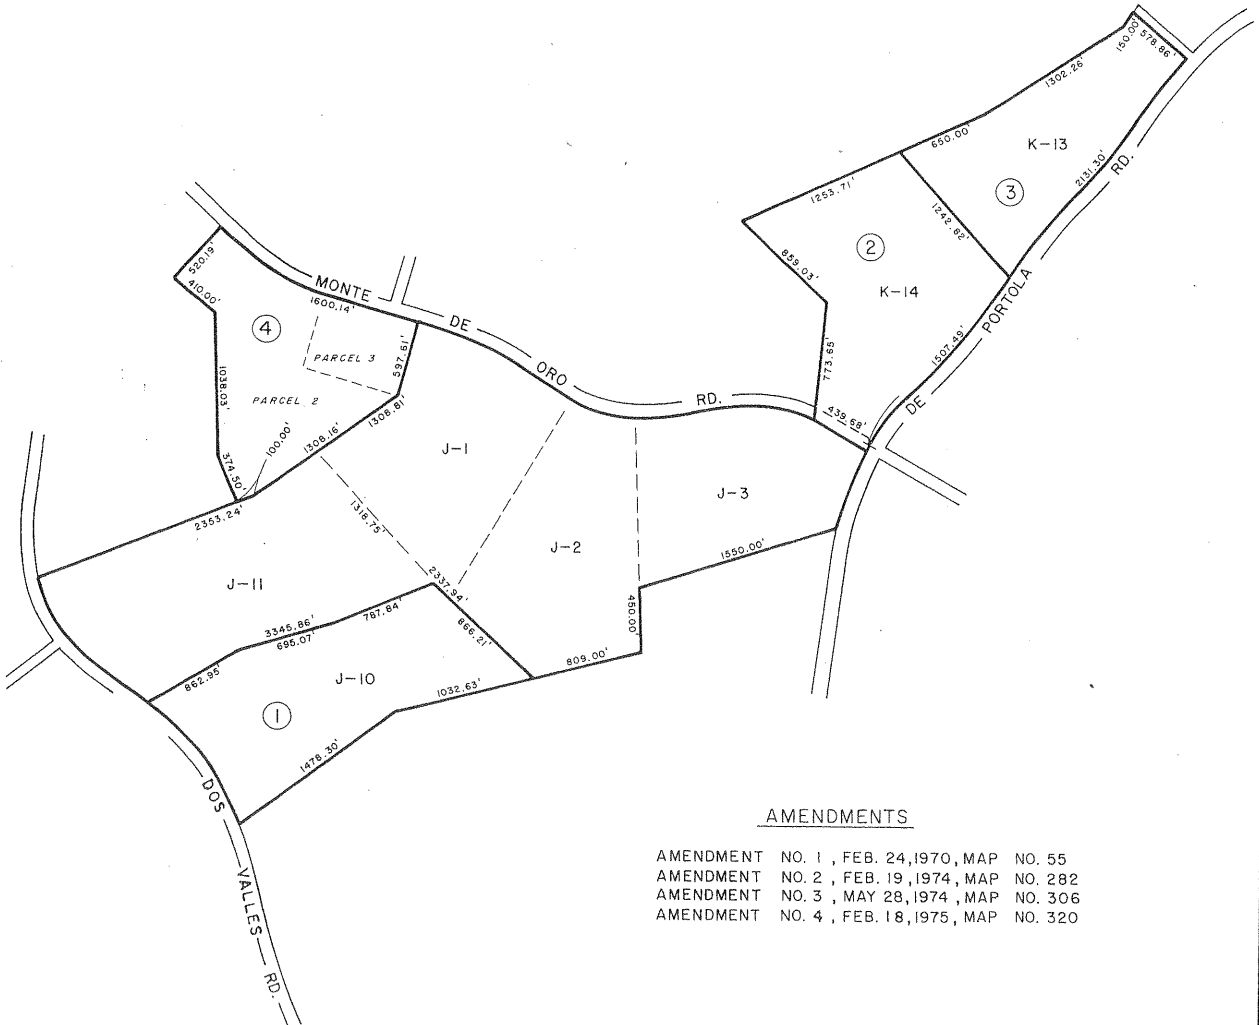 150.00'
578.86'
1302.26'
650.00'
K-13
2131.30'
RD.
3
1253.71'
1242.62'
2
859.03'
K-14
PORTOLA
DE
1507.49'
773.65'
439.68'
520.19'
410.00'
MONTE
1600.14'
DE
ORO
RD.
4
PARCEL 3
597.61'
1038.03'
PARCEL 2
1308.81'
100.00'
1308.16'
374.50'
J-1
J-3
2353.24'
1318.75'
J-2
1550.00'
J-11
2337.94'
450.00'
787.84'
3345.86'
695.07'
866.21'
809.00'
862.95'
J-10
1032.63'
1
1478.30'
DOS
VALLES
RD.
AMENDMENTS
AMENDMENT NO. 1 , FEB. 24,1970, MAP NO. 55
AMENDMENT NO. 2 , FEB. 19 ,1974, MAP NO. 282
AMENDMENT NO. 3 , MAY 28,1974 , MAP NO. 306
AMENDMENT NO. 4 , FEB. 18,1975, MAP NO. 320